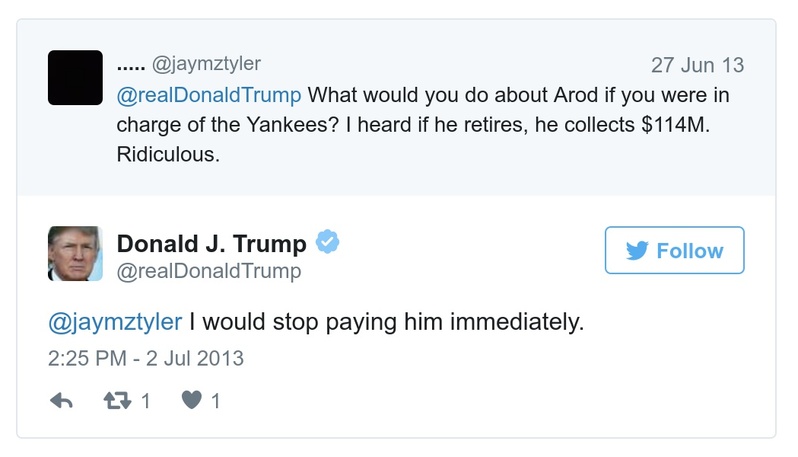 ..... @jaymztyler 27 Jun 13
@realDonaldTrump What would you do about Arod if you were in
charge of the Yankees? I heard if he retires, he collects $114M.
Ridiculous.
Donald J. Trump
@realDonaldTrump
Follow
@jaymztyler I would stop paying him immediately.
2:25 PM - 2 Jul 2013
1 1